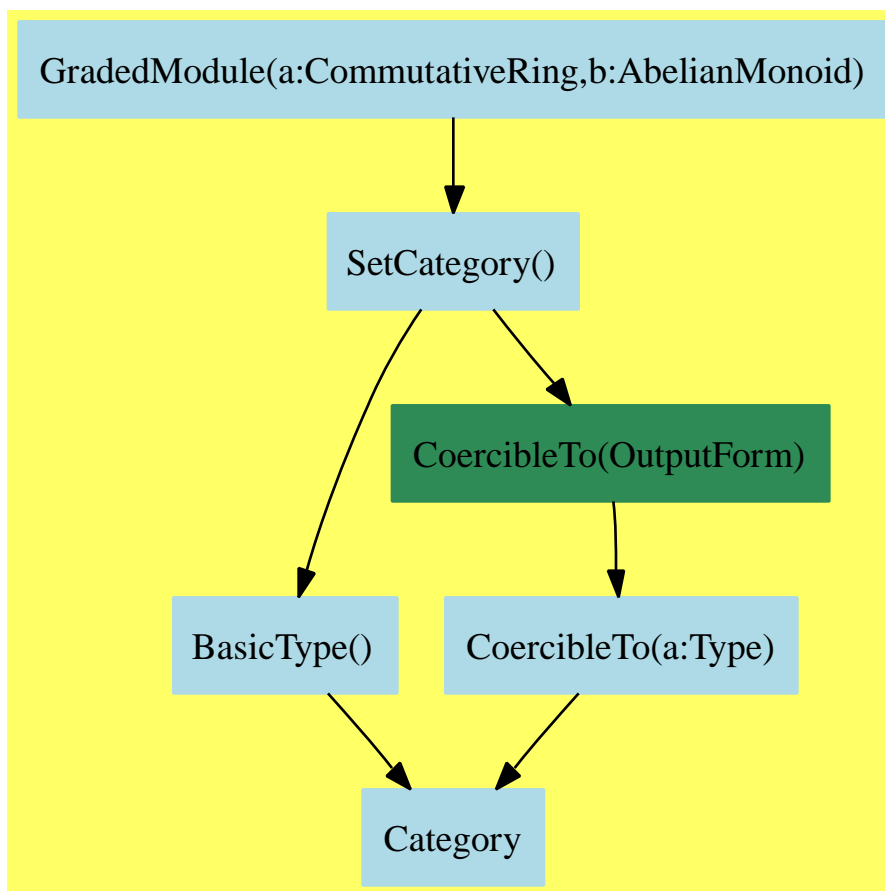 GradedModule(a:CommutativeRing,b:AbelianMonoid)
SetCategory()
CoercibleTo(OutputForm)
BasicType()
CoercibleTo(a:Type)
Category